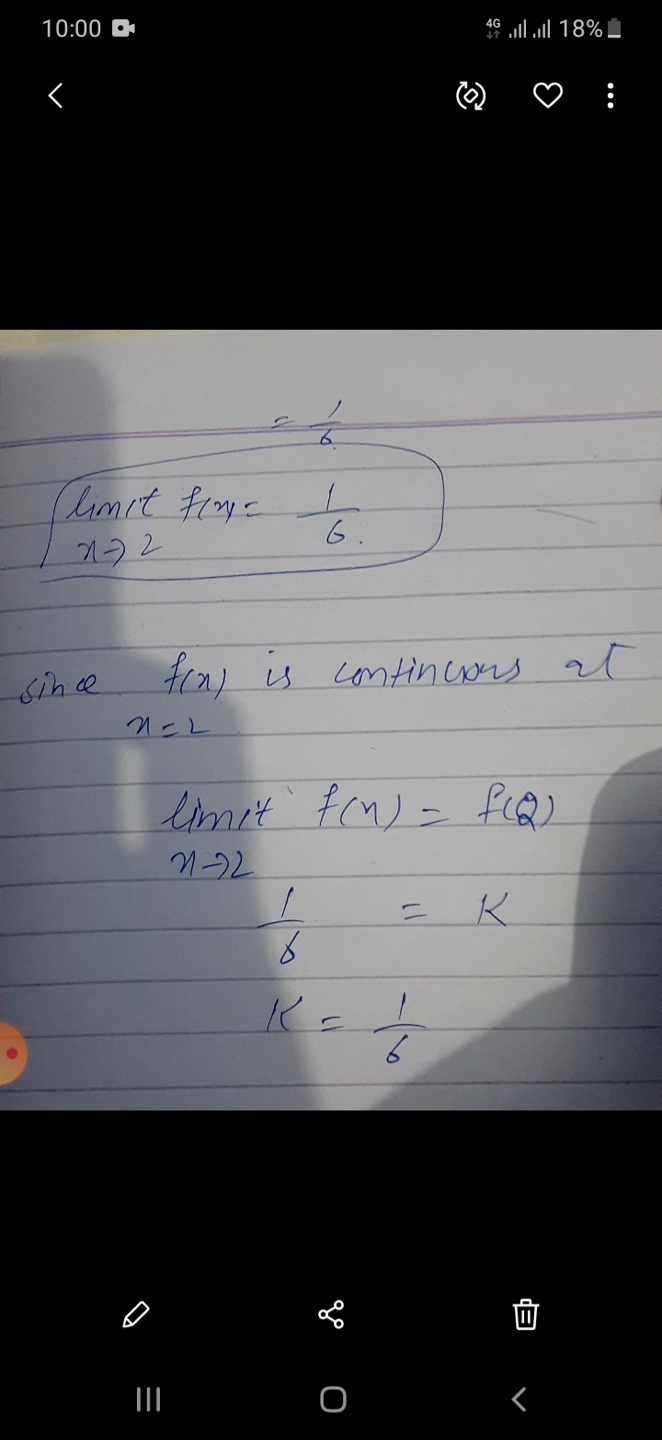 10:00
4G 18%
= 1/6
limit f(x) = 1/6.
x→2
since f(x) is continuous at
x=2
limit f(x) = f(2)
x→2
1/6 = K
K = 1/6